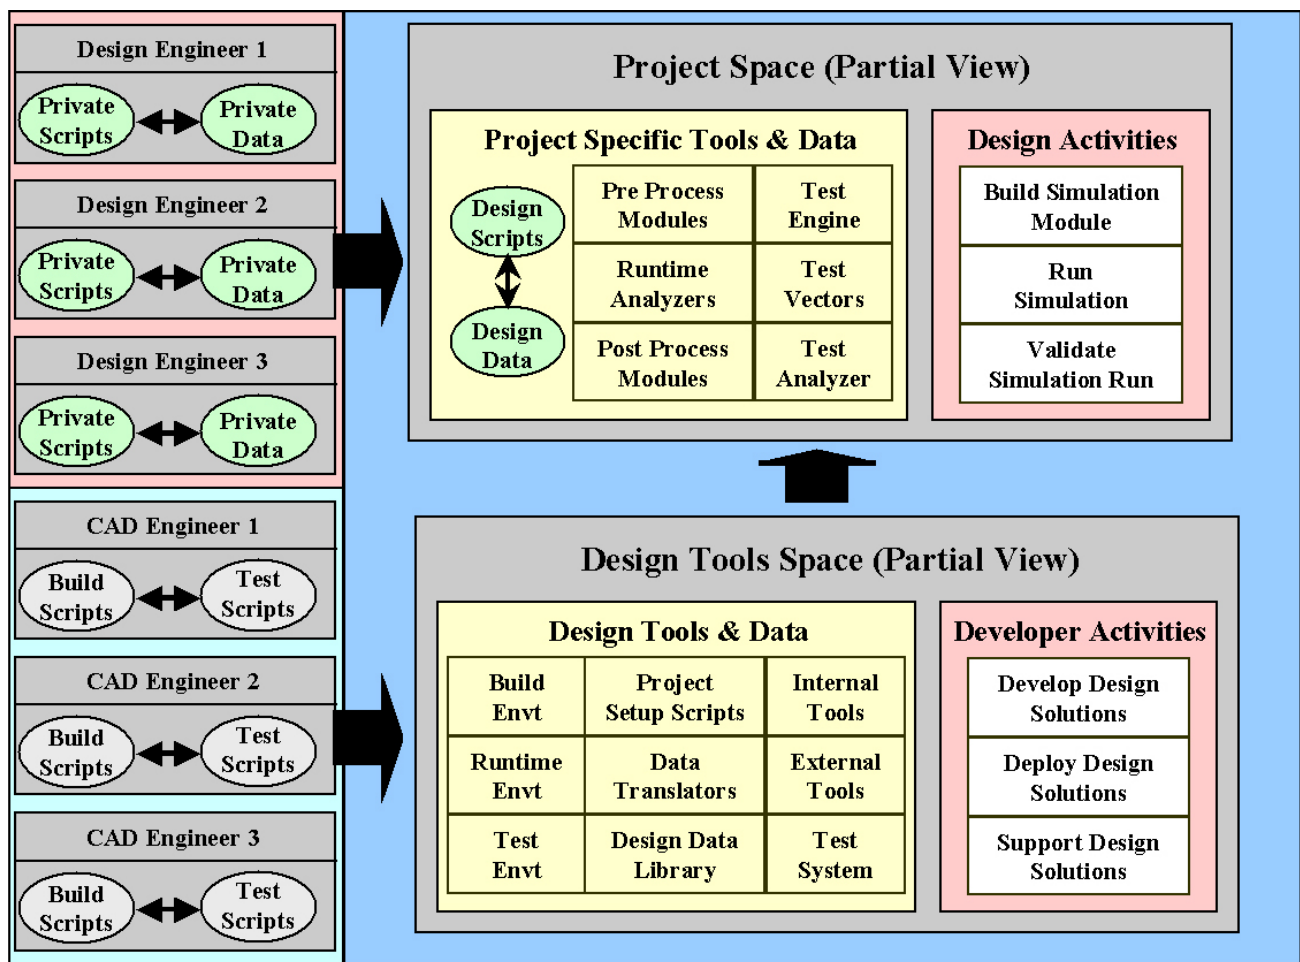 Design Engineer 1
Private
Scripts
Private
Data
Design Engineer 2
Private
Scripts
Private
Data
Design Engineer 3
Private
Scripts
Private
Data
CAD Engineer 1
Build
Scripts
Test
Scripts
CAD Engineer 2
Build
Scripts
Test
Scripts
CAD Engineer 3
Build
Scripts
Test
Scripts
Project Space (Partial View)
Project Specific Tools & Data
Design
Scripts
Design
Data
Pre Process
Modules
Test
Engine
Runtime
Analyzers
Test
Vectors
Post Process
Modules
Test
Analyzer
Design Activities
Build Simulation
Module
Run
Simulation
Validate
Simulation Run
Design Tools Space (Partial View)
Design Tools & Data
Build
Envt
Project
Setup Scripts
Internal
Tools
Runtime
Envt
Data
Translators
External
Tools
Test
Envt
Design Data
Library
Test
System
Developer Activities
Develop Design
Solutions
Deploy Design
Solutions
Support Design
Solutions